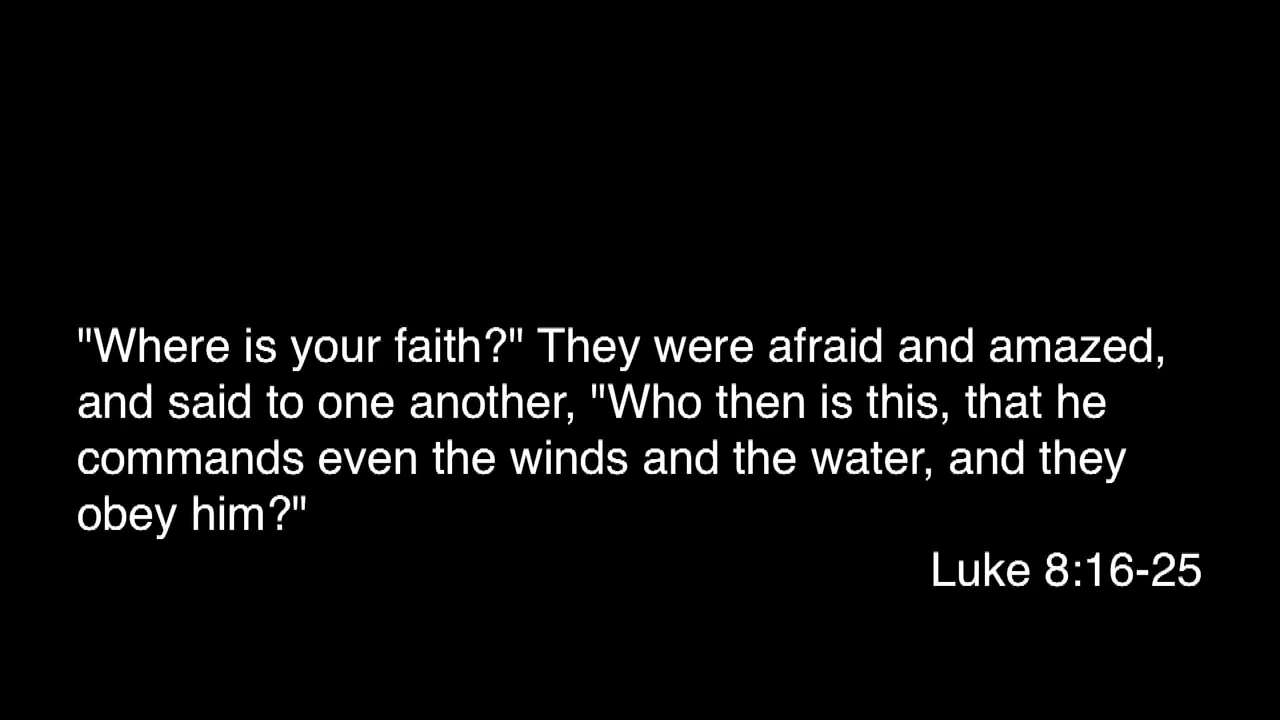 "Where is your faith?" They were afraid and amazed,
and said to one another, "Who then is this, that he
commands even the winds and the water, and they
obey him?"
Luke 8:16-25